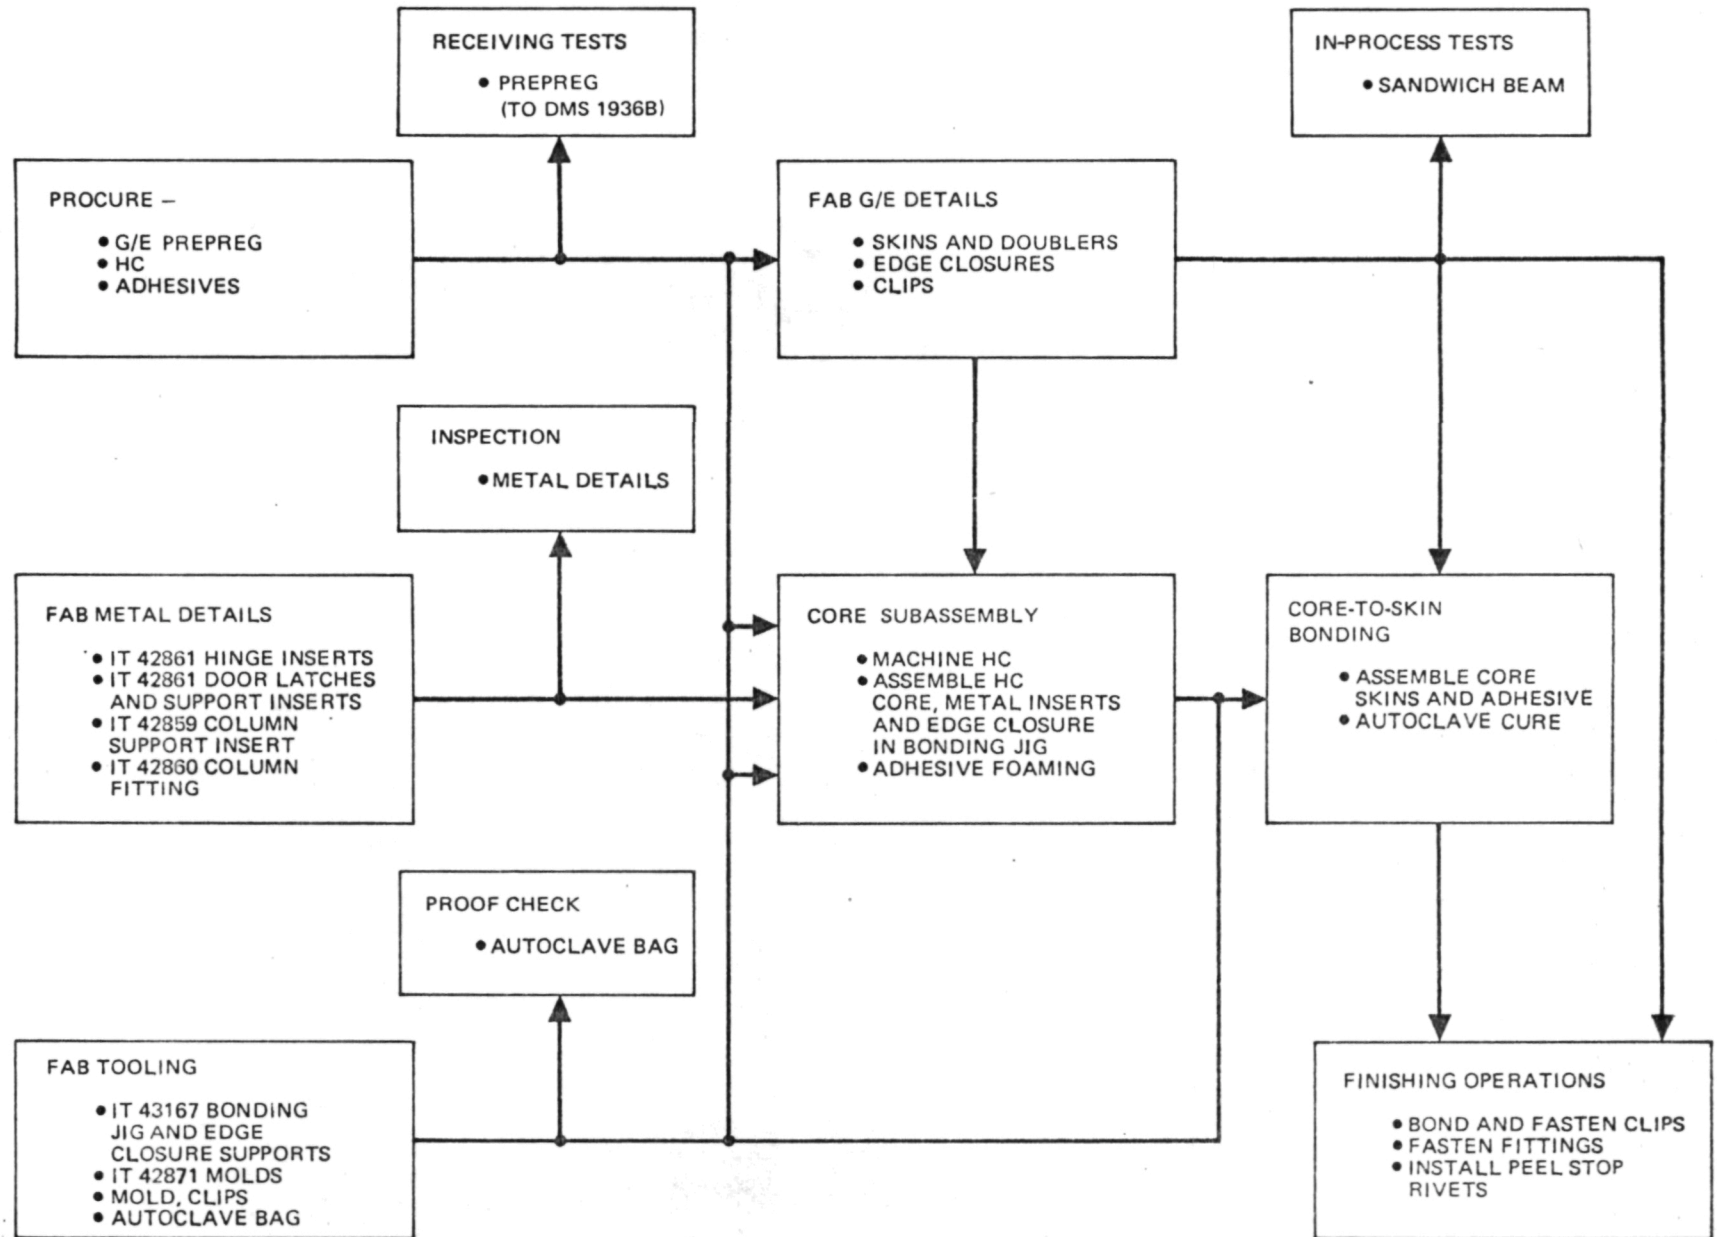 RECEIVING TESTS
• PREPREG
(TO DMS 1936B)
IN-PROCESS TESTS
• SANDWICH BEAM
PROCURE –
• G/E PREPREG
• HC
• ADHESIVES
FAB G/E DETAILS
• SKINS AND DOUBLERS
• EDGE CLOSURES
• CLIPS
INSPECTION
• METAL DETAILS
FAB METAL DETAILS
• IT 42861 HINGE INSERTS
• IT 42861 DOOR LATCHES
AND SUPPORT INSERTS
• IT 42859 COLUMN
SUPPORT INSERT
• IT 42860 COLUMN
FITTING
CORE SUBASSEMBLY
• MACHINE HC
• ASSEMBLE HC
CORE, METAL INSERTS
AND EDGE CLOSURE
IN BONDING JIG
• ADHESIVE FOAMING
CORE-TO-SKIN
BONDING
• ASSEMBLE CORE
SKINS AND ADHESIVE
• AUTOCLAVE CURE
PROOF CHECK
• AUTOCLAVE BAG
FAB TOOLING
• IT 43167 BONDING
JIG AND EDGE
CLOSURE SUPPORTS
• IT 42871 MOLDS
• MOLD, CLIPS
• AUTOCLAVE BAG
FINISHING OPERATIONS
• BOND AND FASTEN CLIPS
• FASTEN FITTINGS
• INSTALL PEEL STOP
RIVETS